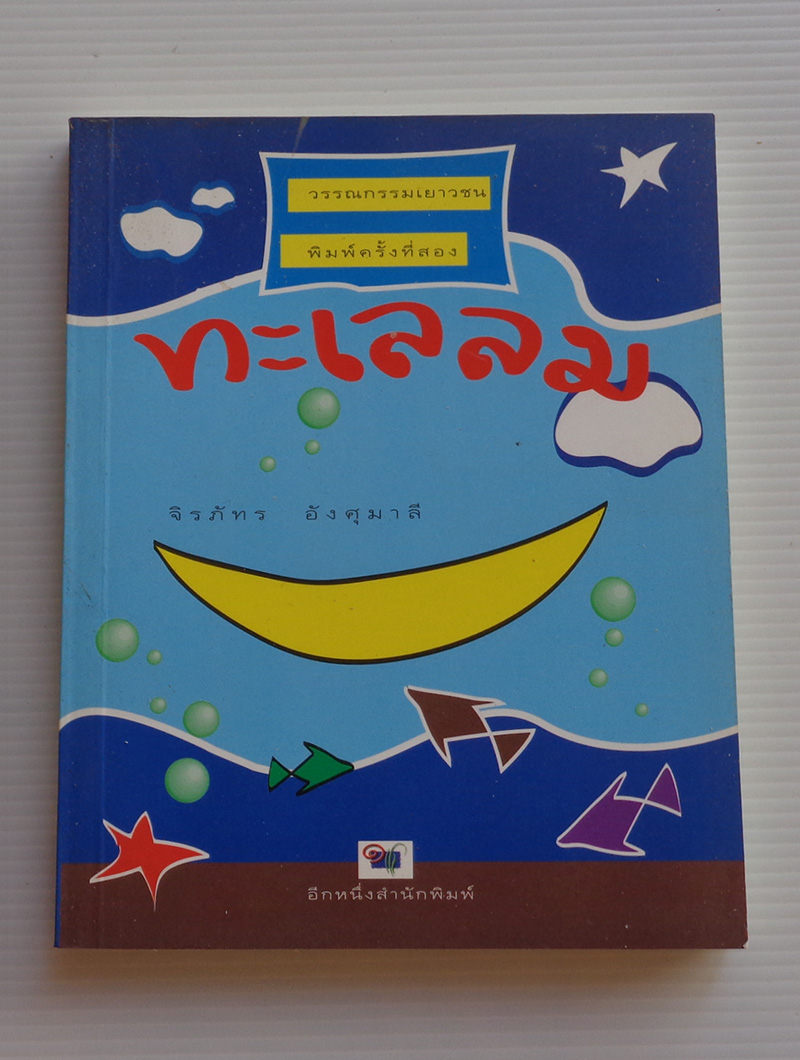 วรรณกรรมเยาวชน
พิมพ์ครั้งที่สอง
ทะเลลม
จิรภัทร อังศุมาลี
อีกหนึ่งสำนักพิมพ์